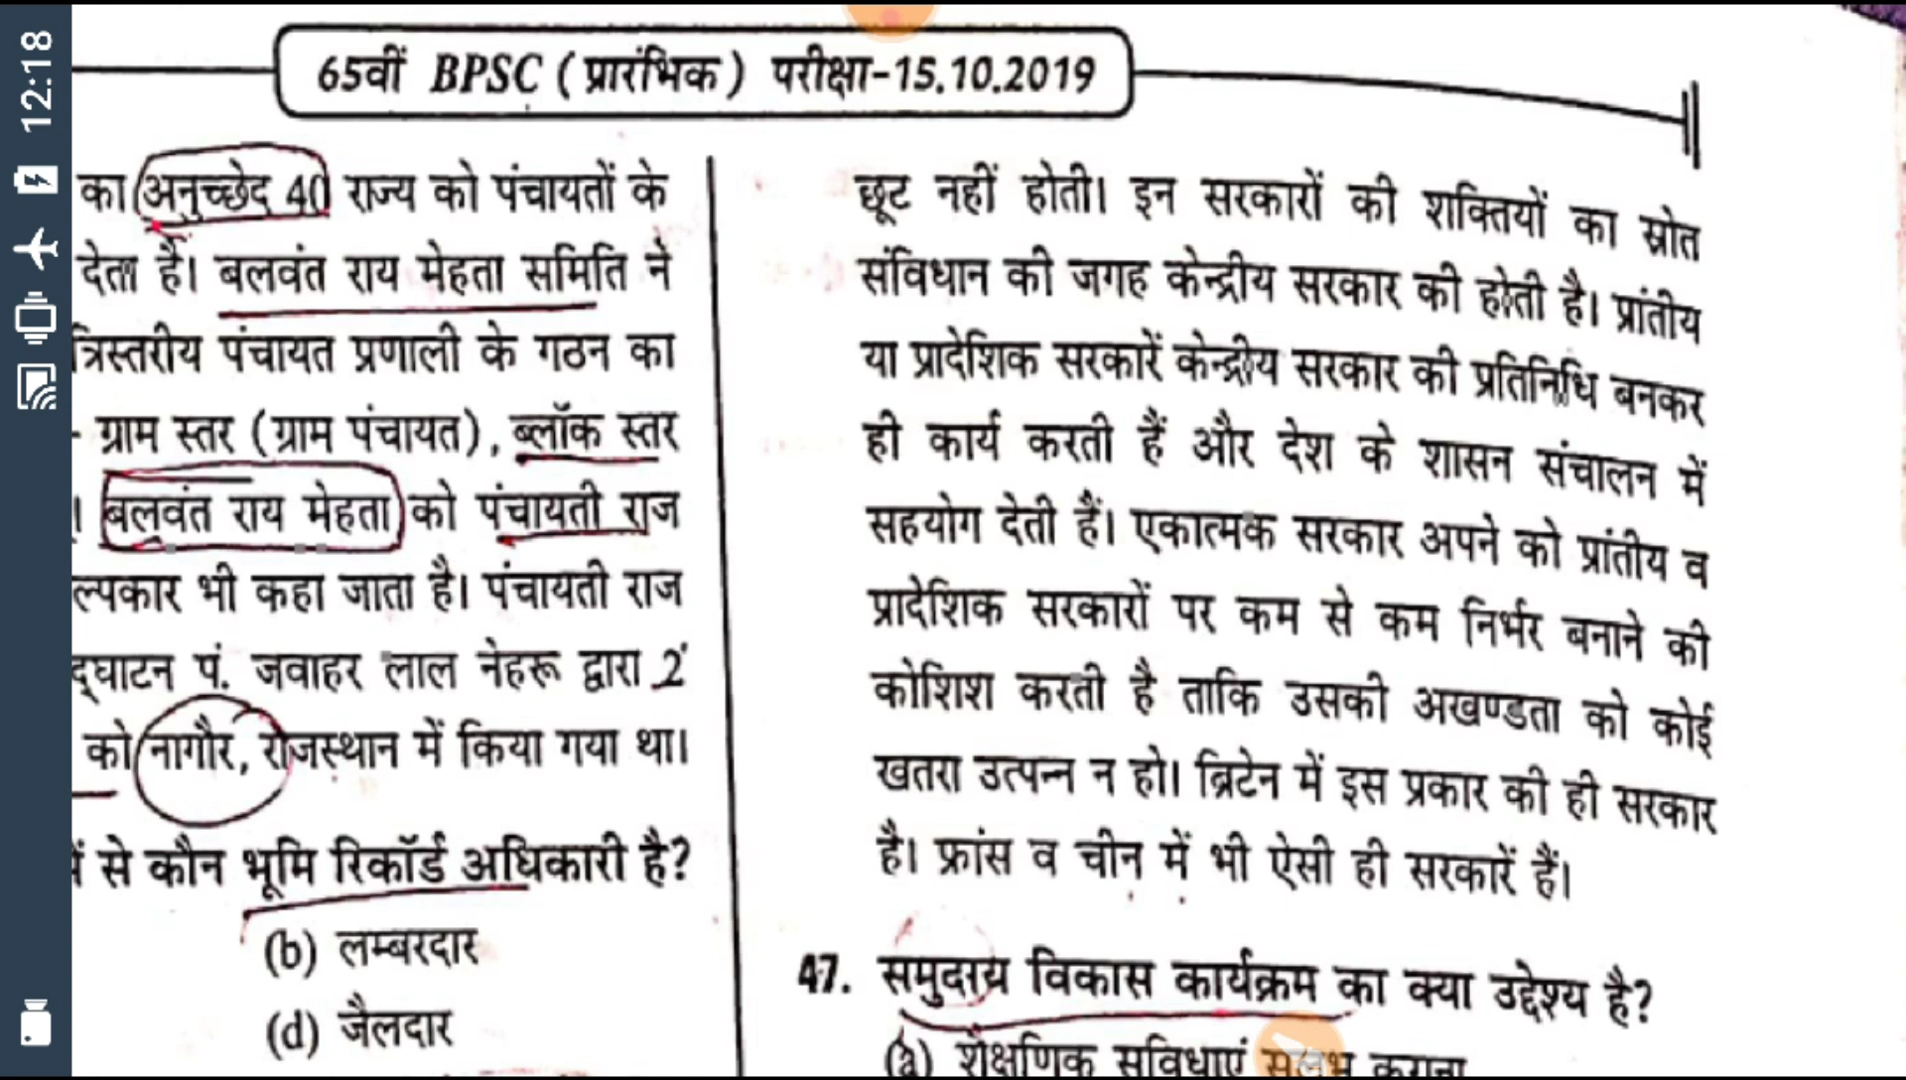 12:18
65वीं BPSC (प्रारंभिक) परीक्षा-15.10.2019
का अनुच्छेद 40 राज्य को पंचायतों के
देता है। बलवंत राय मेहता समिति ने
त्रिस्तरीय पंचायत प्रणाली के गठन का
- ग्राम स्तर (ग्राम पंचायत), ब्लॉक स्तर
। बलवंत राय मेहता को पंचायती राज
ल्पकार भी कहा जाता है। पंचायती राज
द्घाटन पं. जवाहर लाल नेहरू द्वारा 2
को नागौर, राजस्थान में किया गया था।
में से कौन भूमि रिकॉर्ड अधिकारी है?
(b) लम्बरदार
(d) जैलदार
छूट नहीं होती। इन सरकारों की शक्तियों का स्रोत
संविधान की जगह केन्द्रीय सरकार की होती है। प्रांतीय
या प्रादेशिक सरकारें केन्द्रीय सरकार की प्रतिनिधि बनकर
ही कार्य करती हैं और देश के शासन संचालन में
सहयोग देती हैं। एकात्मक सरकार अपने को प्रांतीय व
प्रादेशिक सरकारों पर कम से कम निर्भर बनाने की
कोशिश करती है ताकि उसकी अखण्डता को कोई
खतरा उत्पन्न न हो। ब्रिटेन में इस प्रकार की ही सरकार
है। फ्रांस व चीन में भी ऐसी ही सरकारें हैं।
47. समुदाय विकास कार्यक्रम का क्या उद्देश्य है?
(a) शैक्षणिक सुविधाएं सुलभ कराना